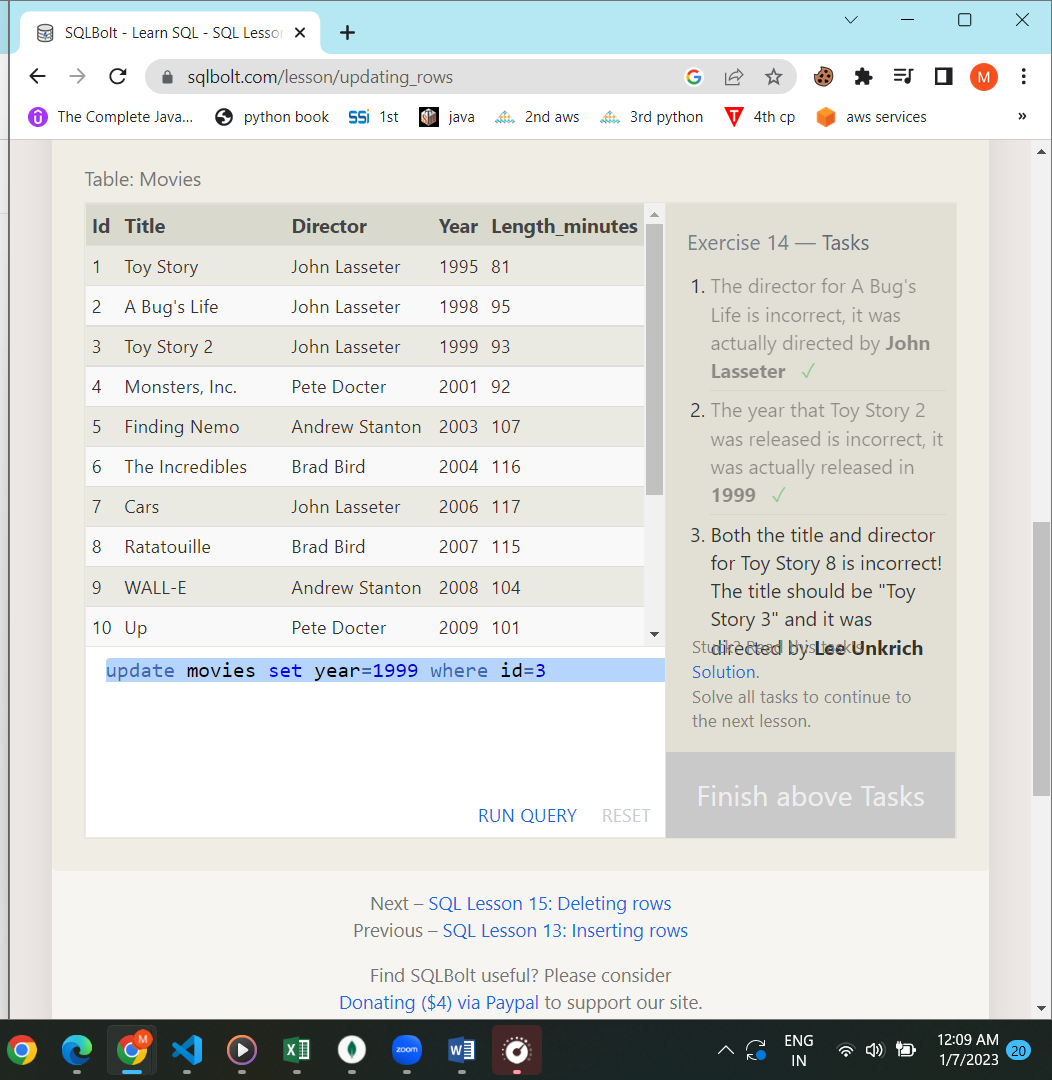 SQLBolt - Learn SQL - SQL Lesson
sqlbolt.com/lesson/updating_rows
M
The Complete Java...
python book
SSi 1st
java
2nd aws
3rd python
4th cp
aws services
»
Table: Movies
Id Title Director Year Length_minutes
1 Toy Story John Lasseter 1995 81
2 A Bug's Life John Lasseter 1998 95
3 Toy Story 2 John Lasseter 1999 93
4 Monsters, Inc. Pete Docter 2001 92
5 Finding Nemo Andrew Stanton 2003 107
6 The Incredibles Brad Bird 2004 116
7 Cars John Lasseter 2006 117
8 Ratatouille Brad Bird 2007 115
9 WALL-E Andrew Stanton 2008 104
10 Up Pete Docter 2009 101
update movies set year=1999 where id=3
RUN QUERY RESET
Exercise 14 — Tasks
1. The director for A Bug's
Life is incorrect, it was
actually directed by John
Lasseter ✓
2. The year that Toy Story 2
was released is incorrect, it
was actually released in
1999 ✓
3. Both the title and director
for Toy Story 8 is incorrect!
The title should be "Toy
Story 3" and it was
directed by Lee Unkrich
Stuck? Read this task's
Solution.
Solve all tasks to continue to
the next lesson.
Finish above Tasks
Next – SQL Lesson 15: Deleting rows
Previous – SQL Lesson 13: Inserting rows
Find SQLBolt useful? Please consider
Donating ($4) via Paypal to support our site.
M
zoom
ENG
IN
12:09 AM
1/7/2023
20